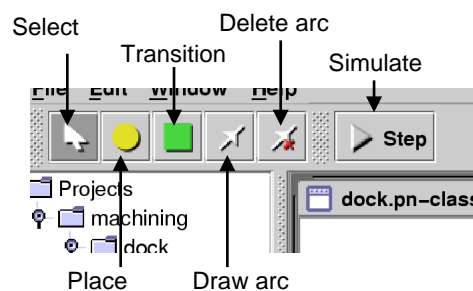 Select
Delete arc
Transition
Simulate
File Edit Window Help
Step
Projects
dock.pn-class
machining
dock
Place
Draw arc